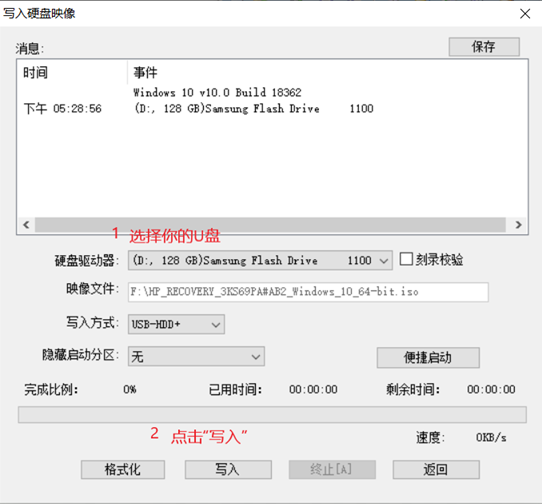 写入硬盘映像
消息:
保存
时间 事件
Windows 10 v10.0 Build 18362
下午 05:28:56 (D:, 128 GB)Samsung Flash Drive 1100
1 选择你的U盘
硬盘驱动器: (D:, 128 GB)Samsung Flash Drive 1100 刻录校验
映像文件: F:\HP_RECOVERY_3KS69PA#AB2_Windows_10_64-bit.iso
写入方式: USB-HDD+
隐藏启动分区: 无 便捷启动
完成比例: 0% 已用时间: 00:00:00 剩余时间: 00:00:00
2 点击“写入”
速度: 0KB/s
格式化 写入 终止[A] 返回